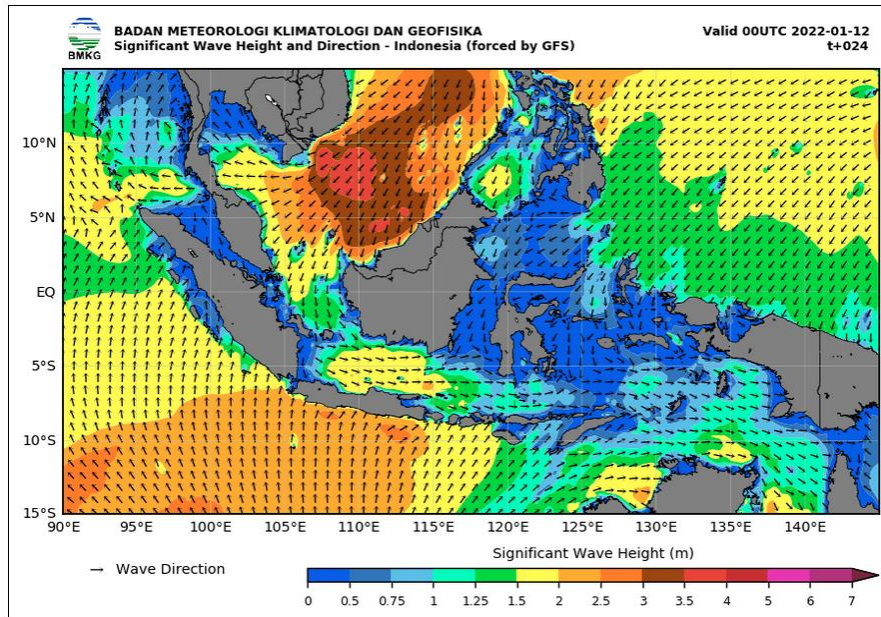 BMKG
BADAN METEOROLOGI KLIMATOLOGI DAN GEOFISIKA
Significant Wave Height and Direction - Indonesia (forced by GFS)
Valid 00UTC 2022-01-12
t+024
10°N
5°N
EQ
5°S
10°S
15°S
90°E 95°E 100°E 105°E 110°E 115°E 120°E 125°E 130°E 135°E 140°E
→ Wave Direction
Significant Wave Height (m)
0 0.5 0.75 1 1.25 1.5 2 2.5 3 3.5 4 5 6 7